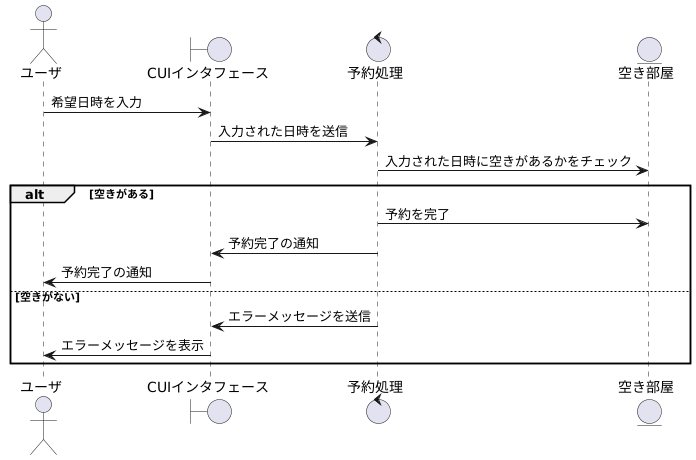 ユーザ
CUIインタフェース
予約処理
空き部屋
希望日時を入力
入力された日時を送信
入力された日時に空きがあるかをチェック
alt
[空きがある]
予約を完了
予約完了の通知
予約完了の通知
[空きがない]
エラーメッセージを送信
エラーメッセージを表示
ユーザ
CUIインタフェース
予約処理
空き部屋